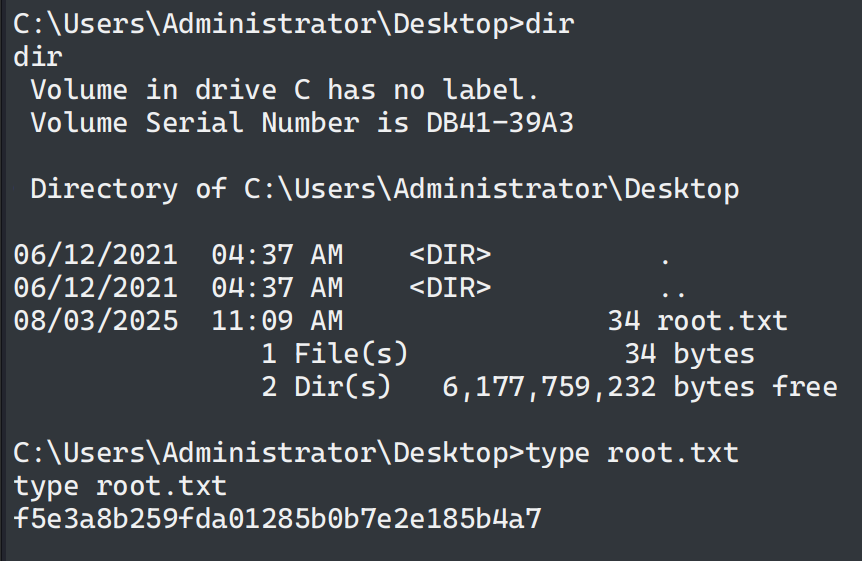 C:\Users\Administrator\Desktop>dir
dir
 Volume in drive C has no label.
 Volume Serial Number is DB41-39A3

 Directory of C:\Users\Administrator\Desktop

06/12/2021  04:37 AM    <DIR>          .
06/12/2021  04:37 AM    <DIR>          ..
08/03/2025  11:09 AM                34 root.txt
               1 File(s)             34 bytes
               2 Dir(s)   6,177,759,232 bytes free

C:\Users\Administrator\Desktop>type root.txt
type root.txt
f5e3a8b259fda01285b0b7e2e185b4a7